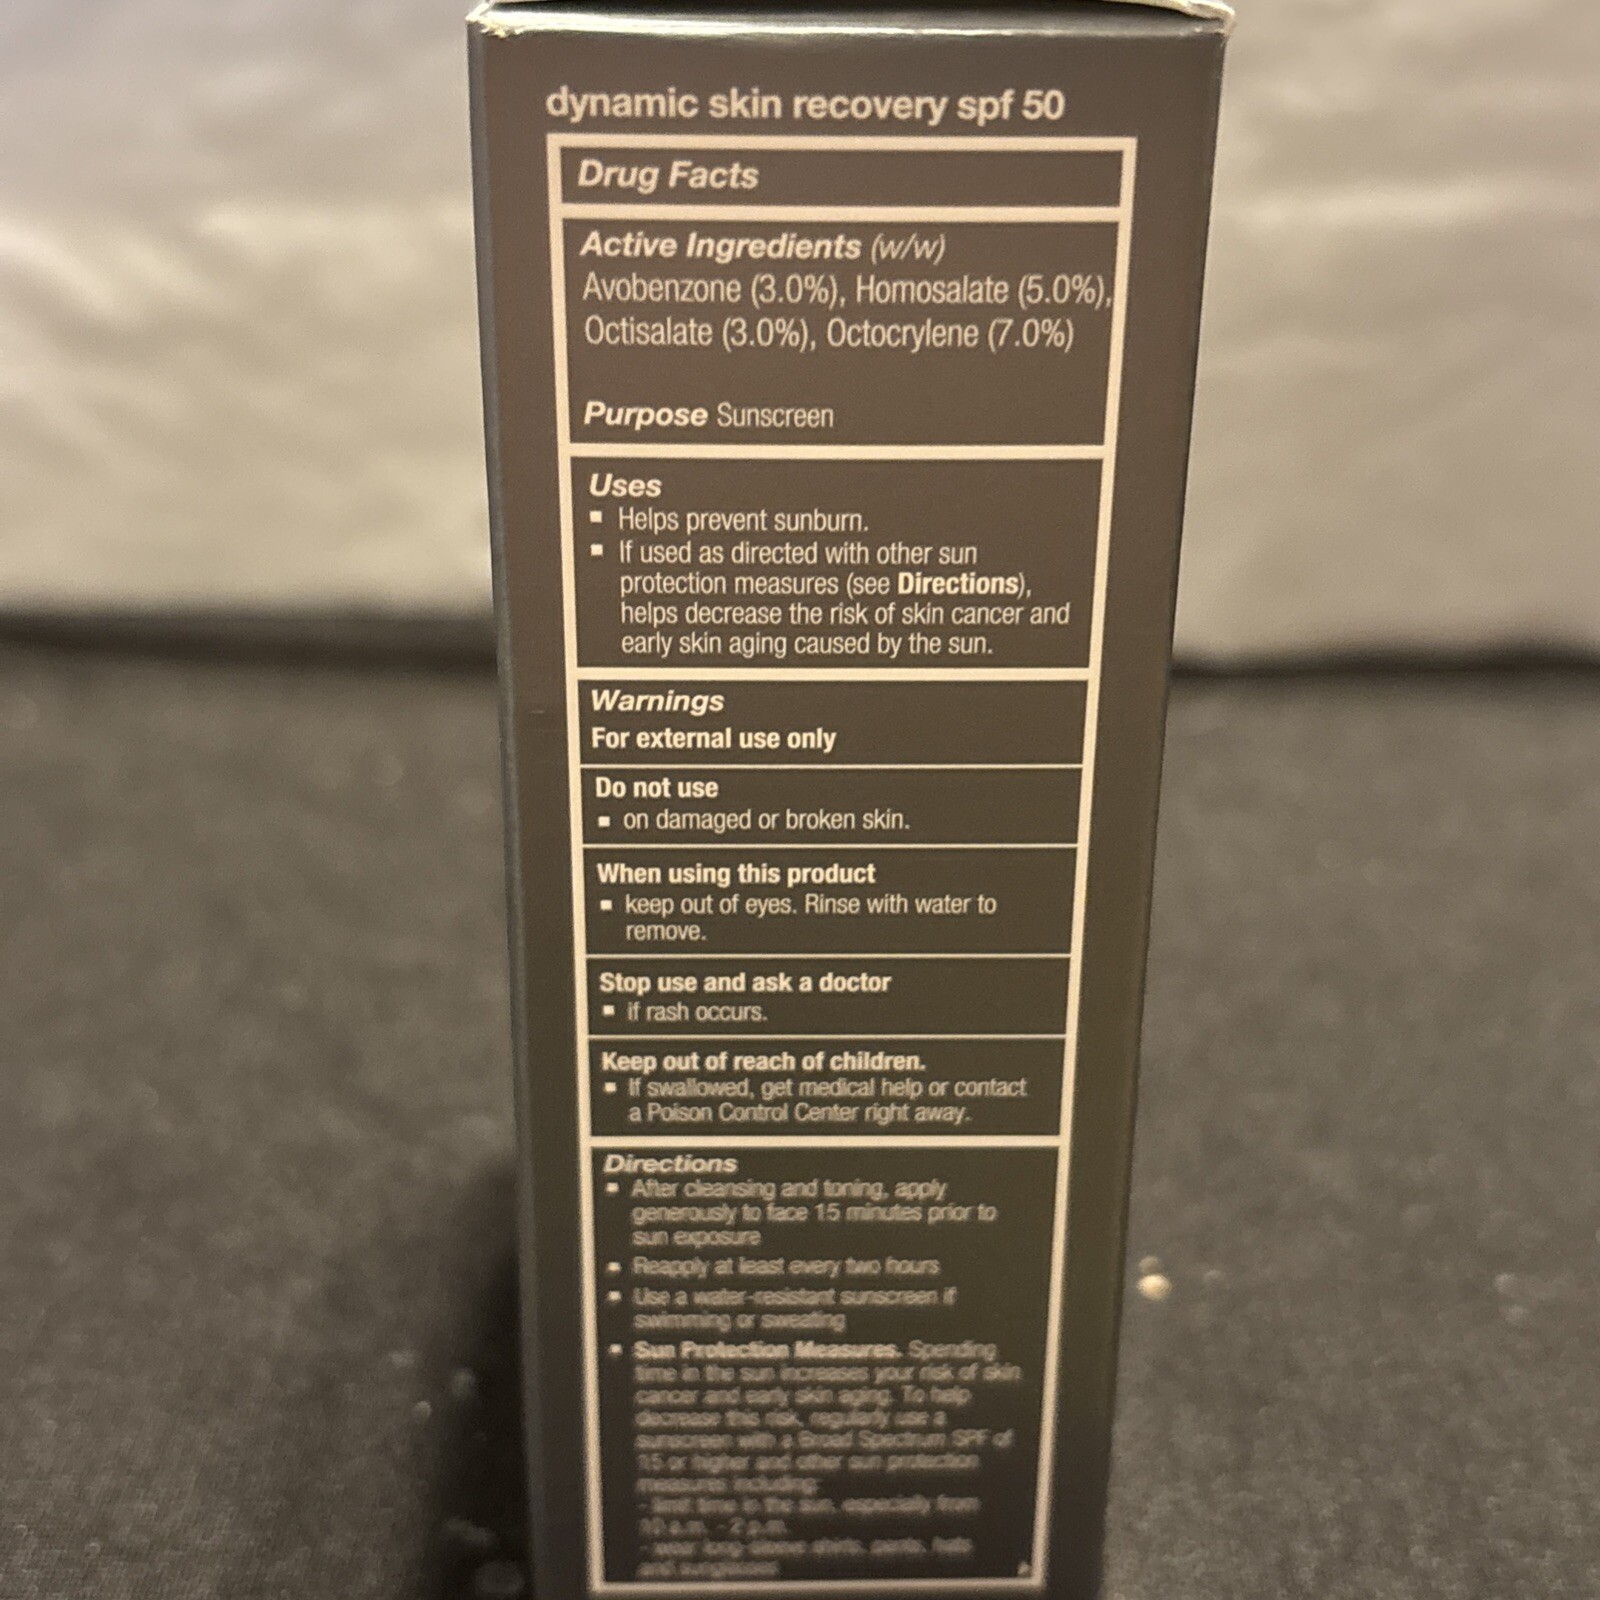 dynamic skin recovery spf 50
Drug Facts
Active Ingredients (w/w)
Avobenzone (3.0%), Homosalate (5.0%),
Octisalate (3.0%), Octocrylene (7.0%)
Purpose Sunscreen
Uses
▪ Helps prevent sunburn.
▪ If used as directed with other sun
protection measures (see Directions),
helps decrease the risk of skin cancer and
early skin aging caused by the sun.
Warnings
For external use only
Do not use
▪ on damaged or broken skin.
When using this product
▪ keep out of eyes. Rinse with water to
remove.
Stop use and ask a doctor
▪ if rash occurs.
Keep out of reach of children.
▪ If swallowed, get medical help or contact
a Poison Control Center right away.
Directions
▪ After cleansing and toning, apply
generously to face 15 minutes prior to
sun exposure
▪ Reapply at least every two hours
▪ Use a water-resistant sunscreen if
swimming or sweating
▪ Sun Protection Measures. Spending
time in the sun increases your risk of skin
cancer and early skin aging. To help
decrease this risk, regularly use a
sunscreen with a Broad Spectrum SPF of
15 or higher and other sun protection
measures including:
- limit time in the sun, especially from
10 a.m. - 2 p.m.
- wear long-sleeve shirts, pants, hats
and sunglasses